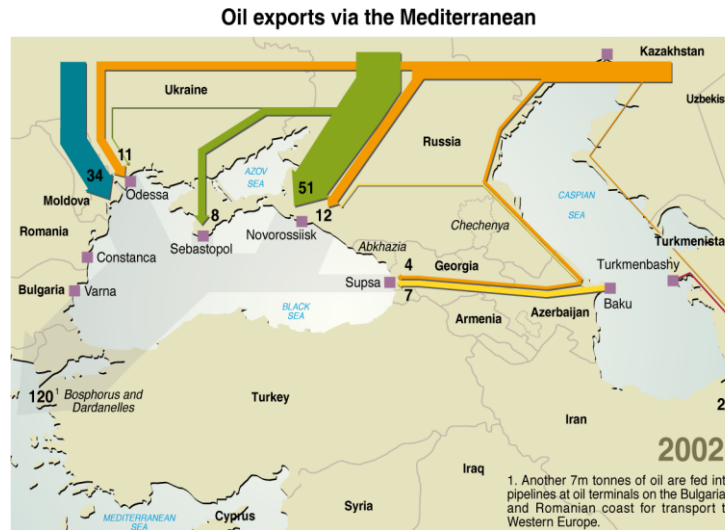 Oil exports via the Mediterranean
Kazakhstan
Ukraine
Uzbekis
Russia
11
34
AZOV
SEA
51
Odessa
Moldova
CASPIAN
SEA
8
12
Romania
Chechenya
Sebastopol
Novorossiisk
Abkhazia
Turkmenista
Constanca
4
Georgia
Turkmenbashy
Supsa
Bulgaria
Varna
7
BLACK
SEA
Azerbaijan
Baku
Armenia
120¹
Bosphorus and
Dardanelles
Turkey
2
Iran
2002
Iraq
1. Another 7m tonnes of oil are fed int
pipelines at oil terminals on the Bulgaria
and Romanian coast for transport t
Western Europe.
Syria
Cyprus
MEDITERRANEAN
SEA